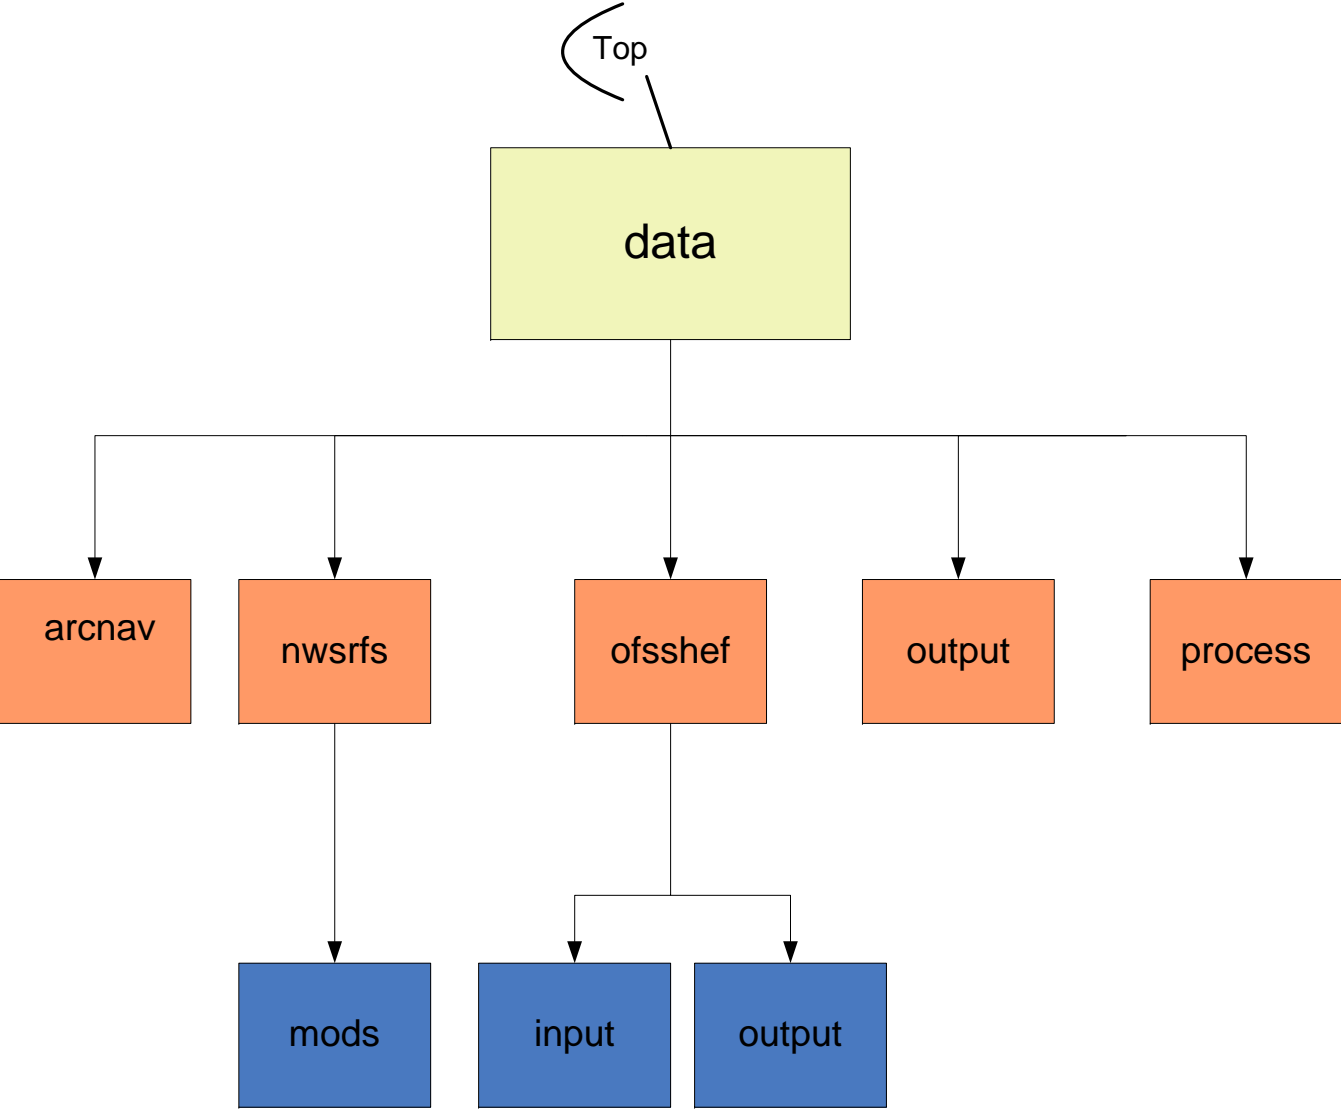 Top
data
arcnav
nwsrfs
ofsshef
output
process
mods
input
output